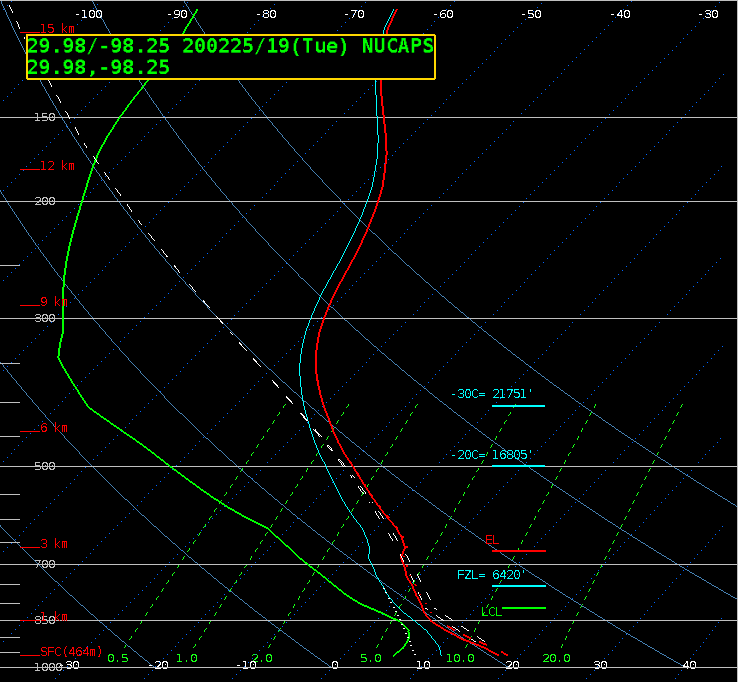 -100 -90 -80 -70 -60 -50 -40 -30
15 km
29.98/-98.25 200225/19(Tue) NUCAPS
29.98,-98.25
150
12 km
200
9 km
300
-30C= 21751'
6 km
-20C= 16805'
500
EL
3 km
700
FZL= 6420'
LCL
850
1 km
SFC(464m) 0.5 1.0 2.0 5.0 10.0 20.0
1000 -30 -20 -10 0 10 20 30 40